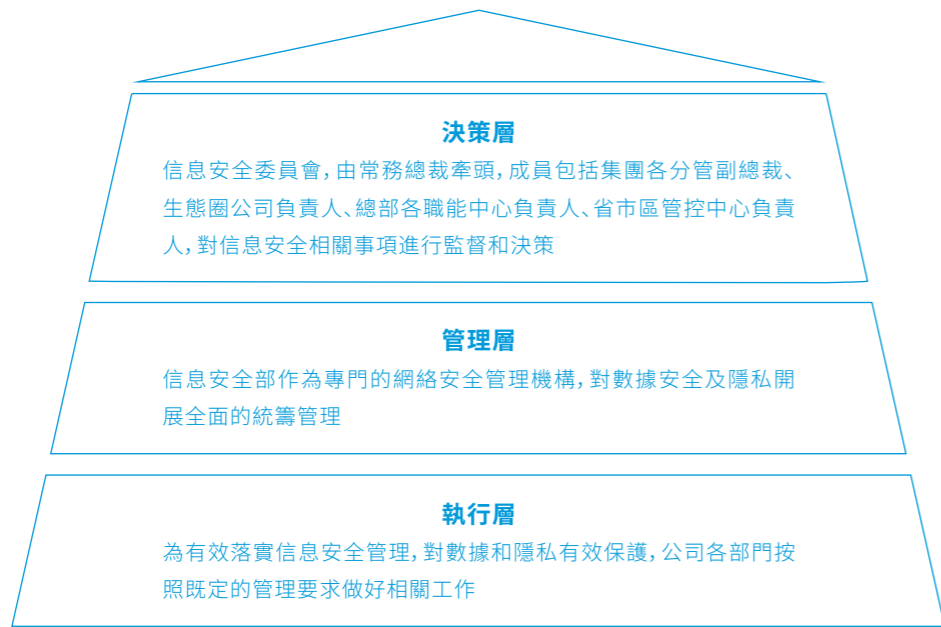 決策層
信息安全委員會，由常務總裁牽頭，成員包括集團各分管副總裁、
生態圈公司負責人、總部各職能中心負責人、省市區管控中心負責
人，對信息安全相關事項進行監督和決策
管理層
信息安全部作為專門的網絡安全管理機構，對數據安全及隱私開
展全面的統籌管理
執行層
為有效落實信息安全管理，對數據和隱私有效保護，公司各部門按
照既定的管理要求做好相關工作